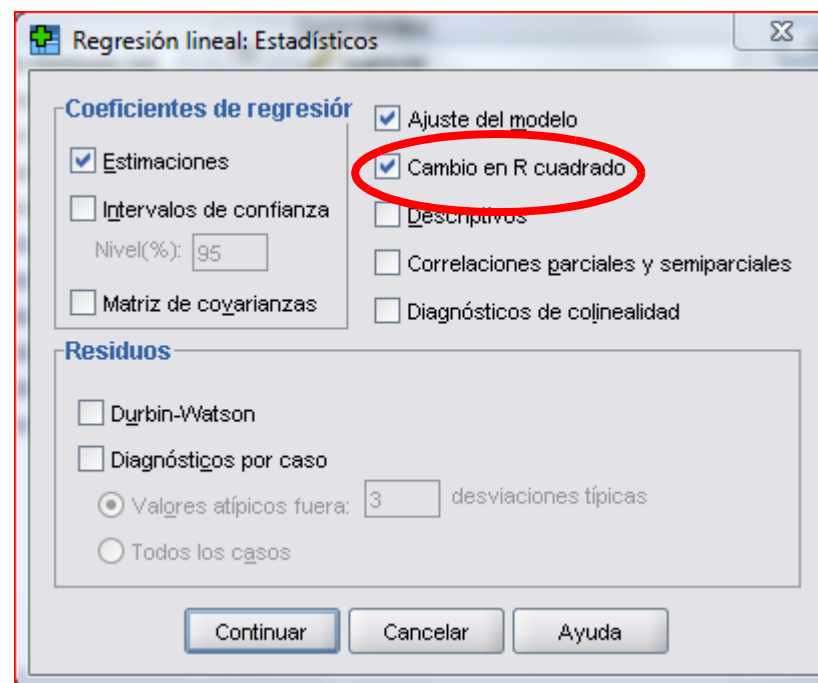 Regresión lineal: Estadísticos
Coeficientes de regresiór
Estimaciones
Intervalos de confianza
Nivel(%): 95
Matriz de covarianzas
Ajuste del modelo
Cambio en R cuadrado
Descriptivos
Correlaciones parciales y semiparciales
Diagnósticos de colinealidad
Residuos
Durbin-Watson
Diagnósticos por caso
Valores atípicos fuera: 3 desviaciones típicas
Todos los casos
Continuar Cancelar Ayuda